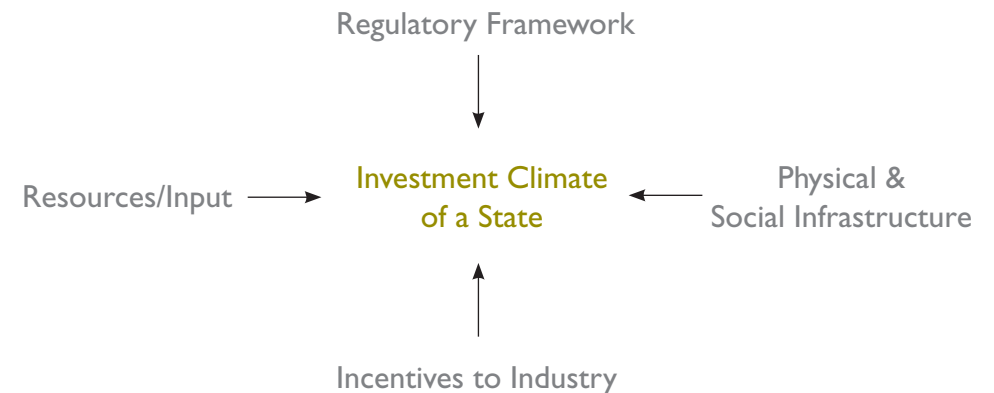 Regulatory Framework
Resources/Input
Investment Climate
of a State
Physical &
Social Infrastructure
Incentives to Industry